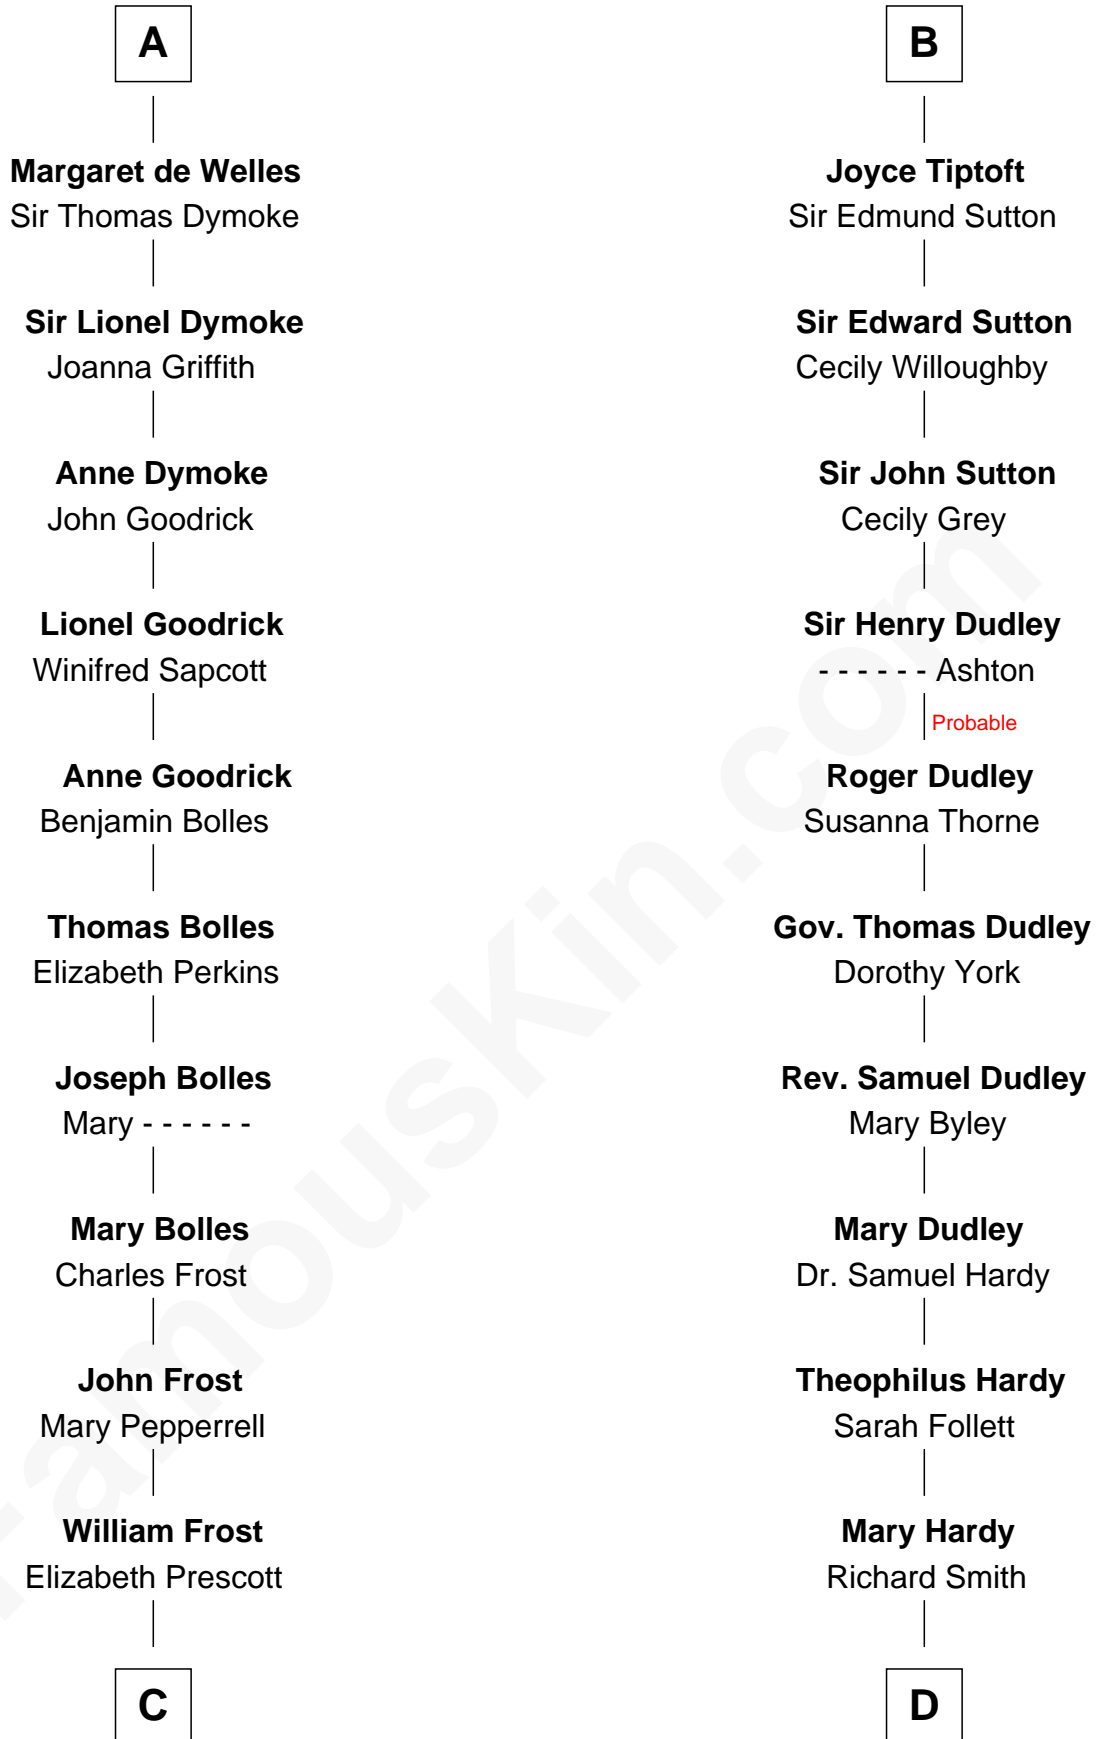 A
Margaret de Welles
Sir Thomas Dymoke
Sir Lionel Dymoke
Joanna Griffith
Anne Dymoke
John Goodrick
Lionel Goodrick
Winifred Sapcott
Anne Goodrick
Benjamin Bolles
Thomas Bolles
Elizabeth Perkins
Joseph Bolles
Mary - - - - - -
Mary Bolles
Charles Frost
John Frost
Mary Pepperrell
William Frost
Elizabeth Prescott
C
B
Joyce Tiptoft
Sir Edmund Sutton
Sir Edward Sutton
Cecily Willoughby
Sir John Sutton
Cecily Grey
Sir Henry Dudley
- - - - - - Ashton
Probable
Roger Dudley
Susanna Thorne
Gov. Thomas Dudley
Dorothy York
Rev. Samuel Dudley
Mary Byley
Mary Dudley
Dr. Samuel Hardy
Theophilus Hardy
Sarah Follett
Mary Hardy
Richard Smith
D
FamousKin.com